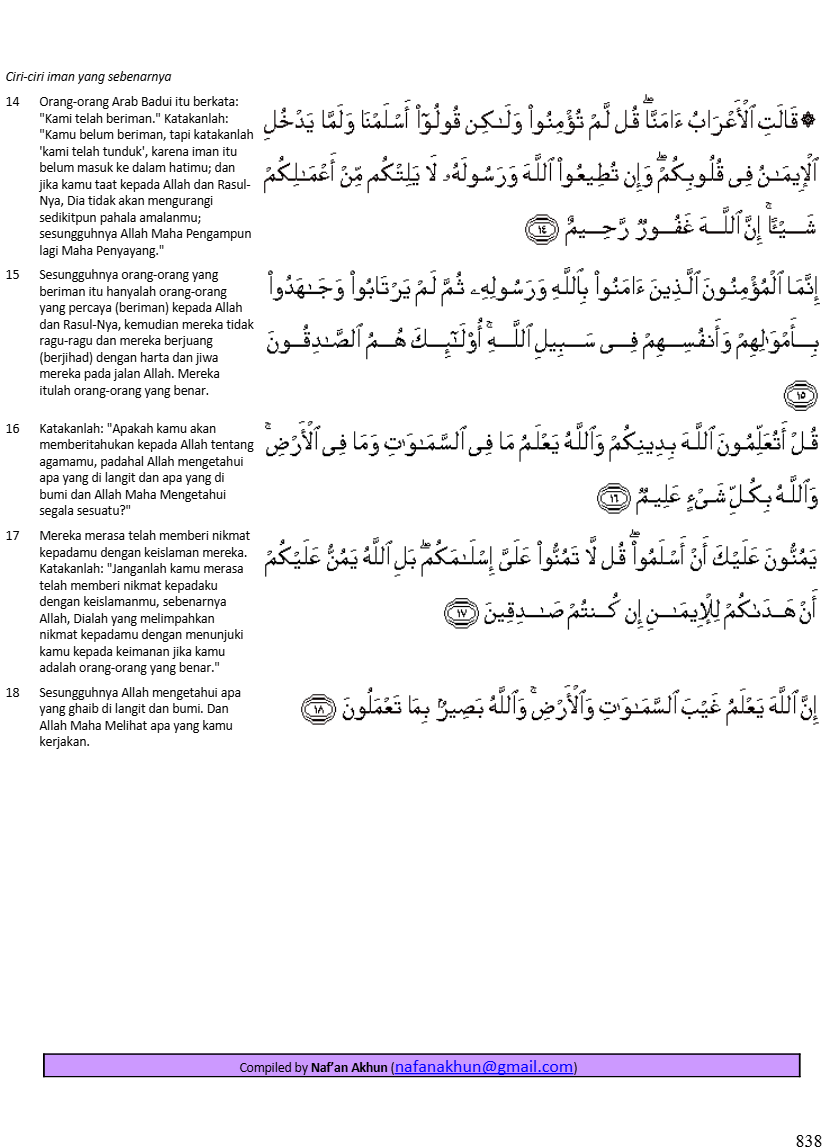 Ciri-ciri iman yang sebenarnya
14 Orang-orang Arab Badui itu berkata:
"Kami telah beriman." Katakanlah:
"Kamu belum beriman, tapi katakanlah
'kami telah tunduk', karena iman itu
belum masuk ke dalam hatimu; dan
jika kamu taat kepada Allah dan Rasul-
Nya, Dia tidak akan mengurangi
sedikitpun pahala amalanmu;
sesungguhnya Allah Maha Pengampun
lagi Maha Penyayang."
۞ قَالَتِ ٱلْأَعْرَابُ ءَامَنَّا ۖ قُل لَّمْ تُؤْمِنُوا۟ وَلَـٰكِن قُولُوٓا۟ أَسْلَمْنَا وَلَمَّا يَدْخُلِ
ٱلْإِيمَـٰنُ فِى قُلُوبِكُمْ ۖ وَإِن تُطِيعُوا۟ ٱللَّهَ وَرَسُولَهُۥ لَا يَلِتْكُم مِّنْ أَعْمَـٰلِكُمْ
شَيْـًٔا ۚ إِنَّ ٱللَّهَ غَفُورٌ رَّحِيمٌ ١٤
15 Sesungguhnya orang-orang yang
beriman itu hanyalah orang-orang
yang percaya (beriman) kepada Allah
dan Rasul-Nya, kemudian mereka tidak
ragu-ragu dan mereka berjuang
(berjihad) dengan harta dan jiwa
mereka pada jalan Allah. Mereka
itulah orang-orang yang benar.
إِنَّمَا ٱلْمُؤْمِنُونَ ٱلَّذِينَ ءَامَنُوا۟ بِٱللَّهِ وَرَسُولِهِۦ ثُمَّ لَمْ يَرْتَابُوا۟ وَجَـٰهَدُوا۟
بِأَمْوَٰلِهِمْ وَأَنفُسِهِمْ فِى سَبِيلِ ٱللَّهِ ۚ أُو۟لَـٰٓئِكَ هُمُ ٱلصَّـٰدِقُونَ
١٥
16 Katakanlah: "Apakah kamu akan
memberitahukan kepada Allah tentang
agamamu, padahal Allah mengetahui
apa yang di langit dan apa yang di
bumi dan Allah Maha Mengetahui
segala sesuatu?"
قُلْ أَتُعَلِّمُونَ ٱللَّهَ بِدِينِكُمْ وَٱللَّهُ يَعْلَمُ مَا فِى ٱلسَّمَـٰوَٰتِ وَمَا فِى ٱلْأَرْضِ ۚ
وَٱللَّهُ بِكُلِّ شَىْءٍ عَلِيمٌ ١٦
17 Mereka merasa telah memberi nikmat
kepadamu dengan keislaman mereka.
Katakanlah: "Janganlah kamu merasa
telah memberi nikmat kepadaku
dengan keislamanmu, sebenarnya
Allah, Dialah yang melimpahkan
nikmat kepadamu dengan menunjuki
kamu kepada keimanan jika kamu
adalah orang-orang yang benar."
يَمُنُّونَ عَلَيْكَ أَنْ أَسْلَمُوا۟ ۖ قُل لَّا تَمُنُّوا۟ عَلَىَّ إِسْلَـٰمَكُم ۖ بَلِ ٱللَّهُ يَمُنُّ عَلَيْكُمْ
أَنْ هَدَىٰكُمْ لِلْإِيمَـٰنِ إِن كُنتُمْ صَـٰدِقِينَ ١٧
18 Sesungguhnya Allah mengetahui apa
yang ghaib di langit dan bumi. Dan
Allah Maha Melihat apa yang kamu
kerjakan.
إِنَّ ٱللَّهَ يَعْلَمُ غَيْبَ ٱلسَّمَـٰوَٰتِ وَٱلْأَرْضِ ۚ وَٱللَّهُ بَصِيرٌۢ بِمَا تَعْمَلُونَ ١٨
Compiled by Naf'an Akhun (nafanakhun@gmail.com)
838